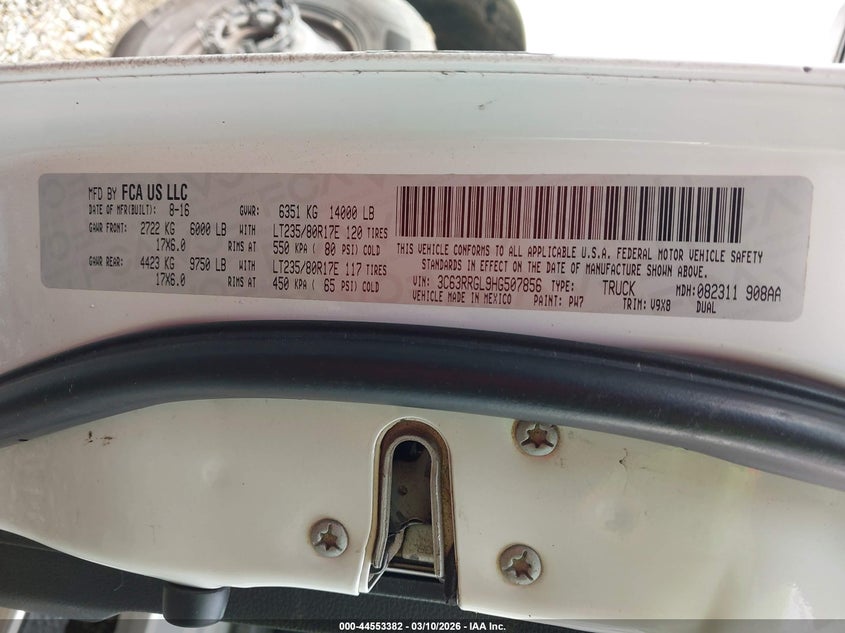 MFD BY FCA US LLC
DATE OF MFR(BUILT): 8-16 GVWR: 6351 KG 14000 LB
GAWR FRONT: 2722 KG 6000 LB WITH LT235/80R17E 120 TIRES
17X6.0 RIMS AT 550 KPA ( 80 PSI) COLD
GAWR REAR: 4423 KG 9750 LB WITH LT235/80R17E 117 TIRES
17X6.0 RIMS AT 450 KPA ( 65 PSI) COLD
THIS VEHICLE CONFORMS TO ALL APPLICABLE U.S.A. FEDERAL MOTOR VEHICLE SAFETY
STANDARDS IN EFFECT ON THE DATE OF MANUFACTURE SHOWN ABOVE.
VIN: 3C63RRGL9HG507856 TYPE: TRUCK MDH: 082311 908AA
VEHICLE MADE IN MEXICO PAINT: PW7 TRIM: V9X8 DUAL
000-44553382 - 03/10/2026 - IAA Inc.